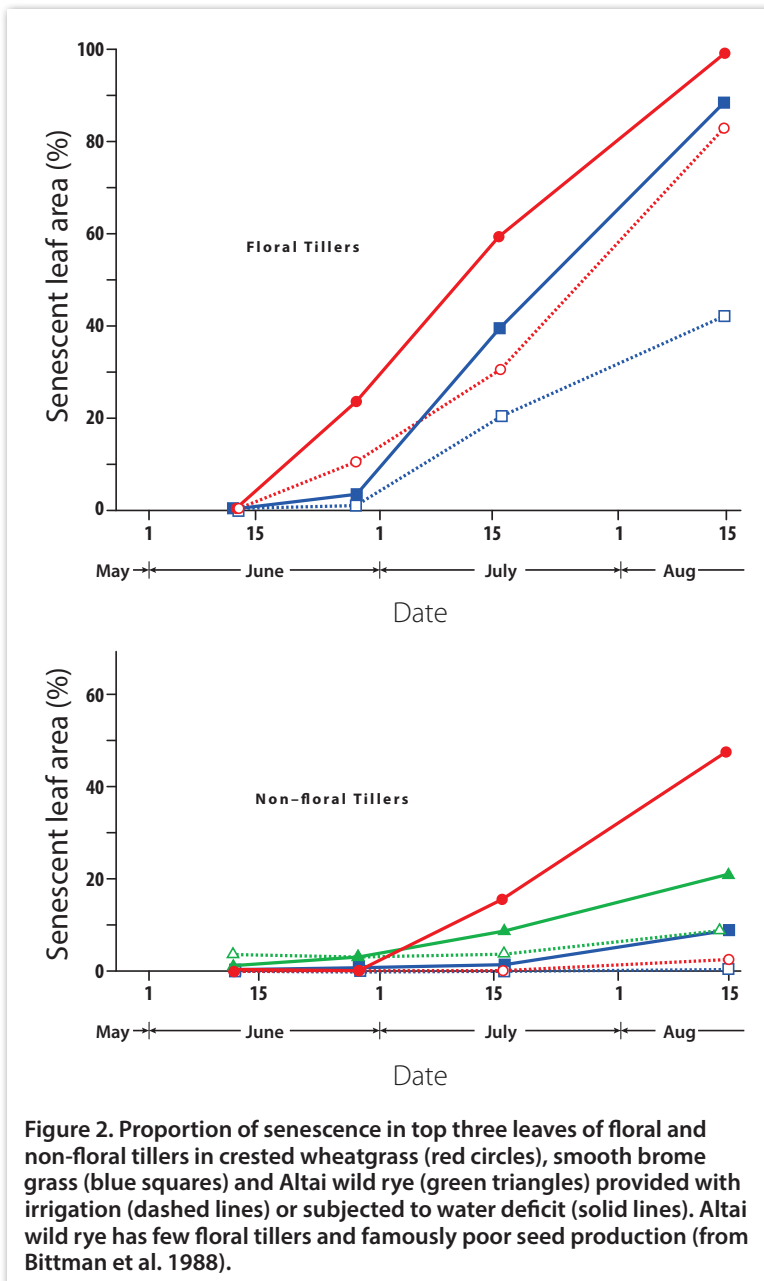 100
80
60
40
20
0
Senescent leaf area (%)
Floral Tillers
1 15 1 15 1 15
May June July Aug
Date
60
40
20
0
Senescent leaf area (%)
Non–floral Tillers
1 15 1 15 1 15
May June July Aug
Date
Figure 2. Proportion of senescence in top three leaves of floral and
non-floral tillers in crested wheatgrass (red circles), smooth brome
grass (blue squares) and Altai wild rye (green triangles) provided with
irrigation (dashed lines) or subjected to water deficit (solid lines). Altai
wild rye has few floral tillers and famously poor seed production (from
Bittman et al. 1988).